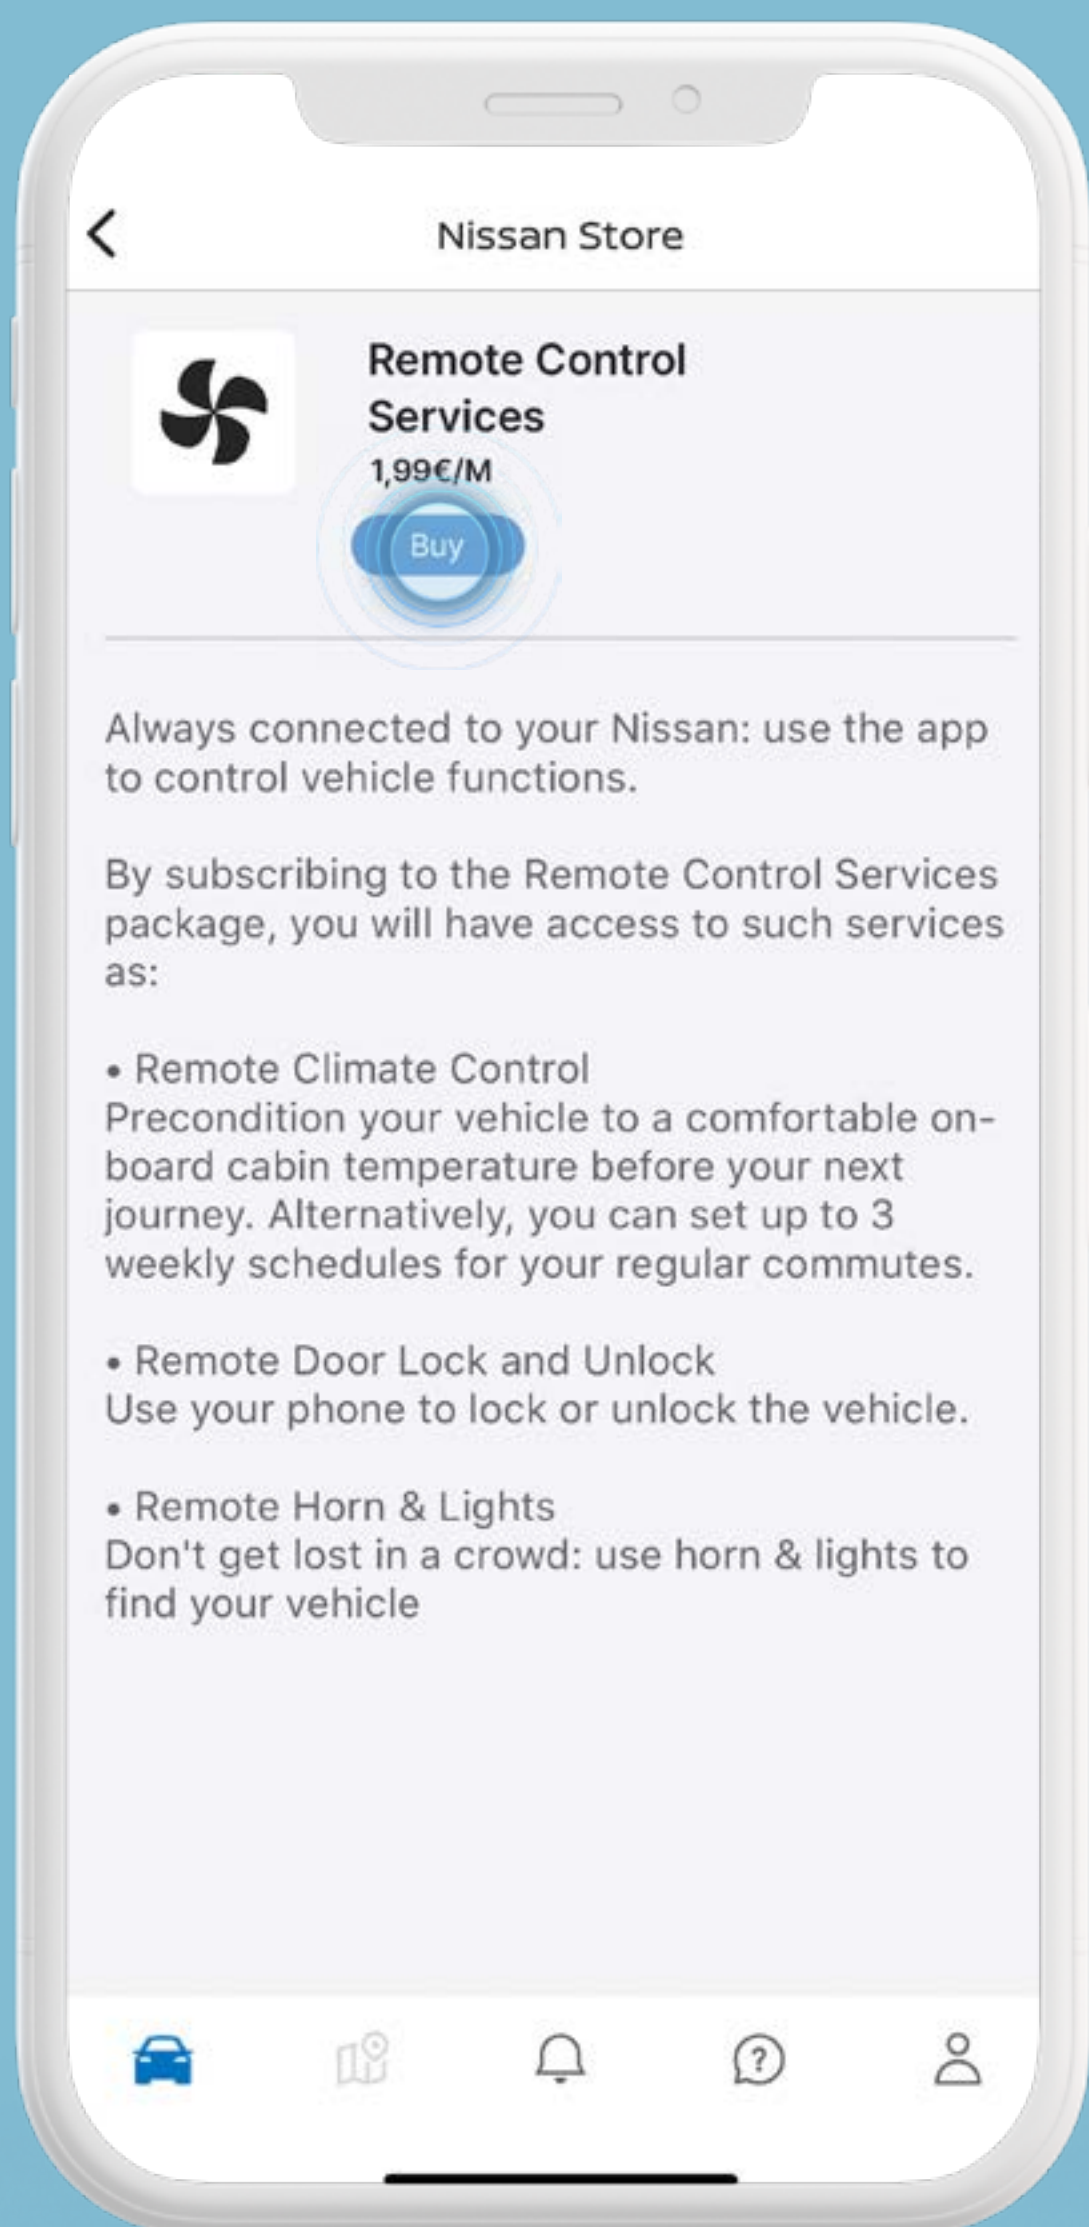 Nissan Store
Remote Control
Services
1,99€/M
Buy
Always connected to your Nissan: use the app
to control vehicle functions.
By subscribing to the Remote Control Services
package, you will have access to such services
as:
• Remote Climate Control
Precondition your vehicle to a comfortable on-
board cabin temperature before your next
journey. Alternatively, you can set up to 3
weekly schedules for your regular commutes.
• Remote Door Lock and Unlock
Use your phone to lock or unlock the vehicle.
• Remote Horn & Lights
Don't get lost in a crowd: use horn & lights to
find your vehicle